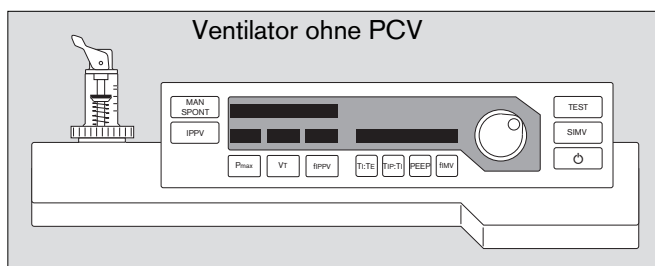 Ventilator ohne PCV
MAN
SPONT
IPPV
TEST
SIMV
Pmax
VT
fIPPV
TI:TE
TIP:TI
PEEP
fIMV